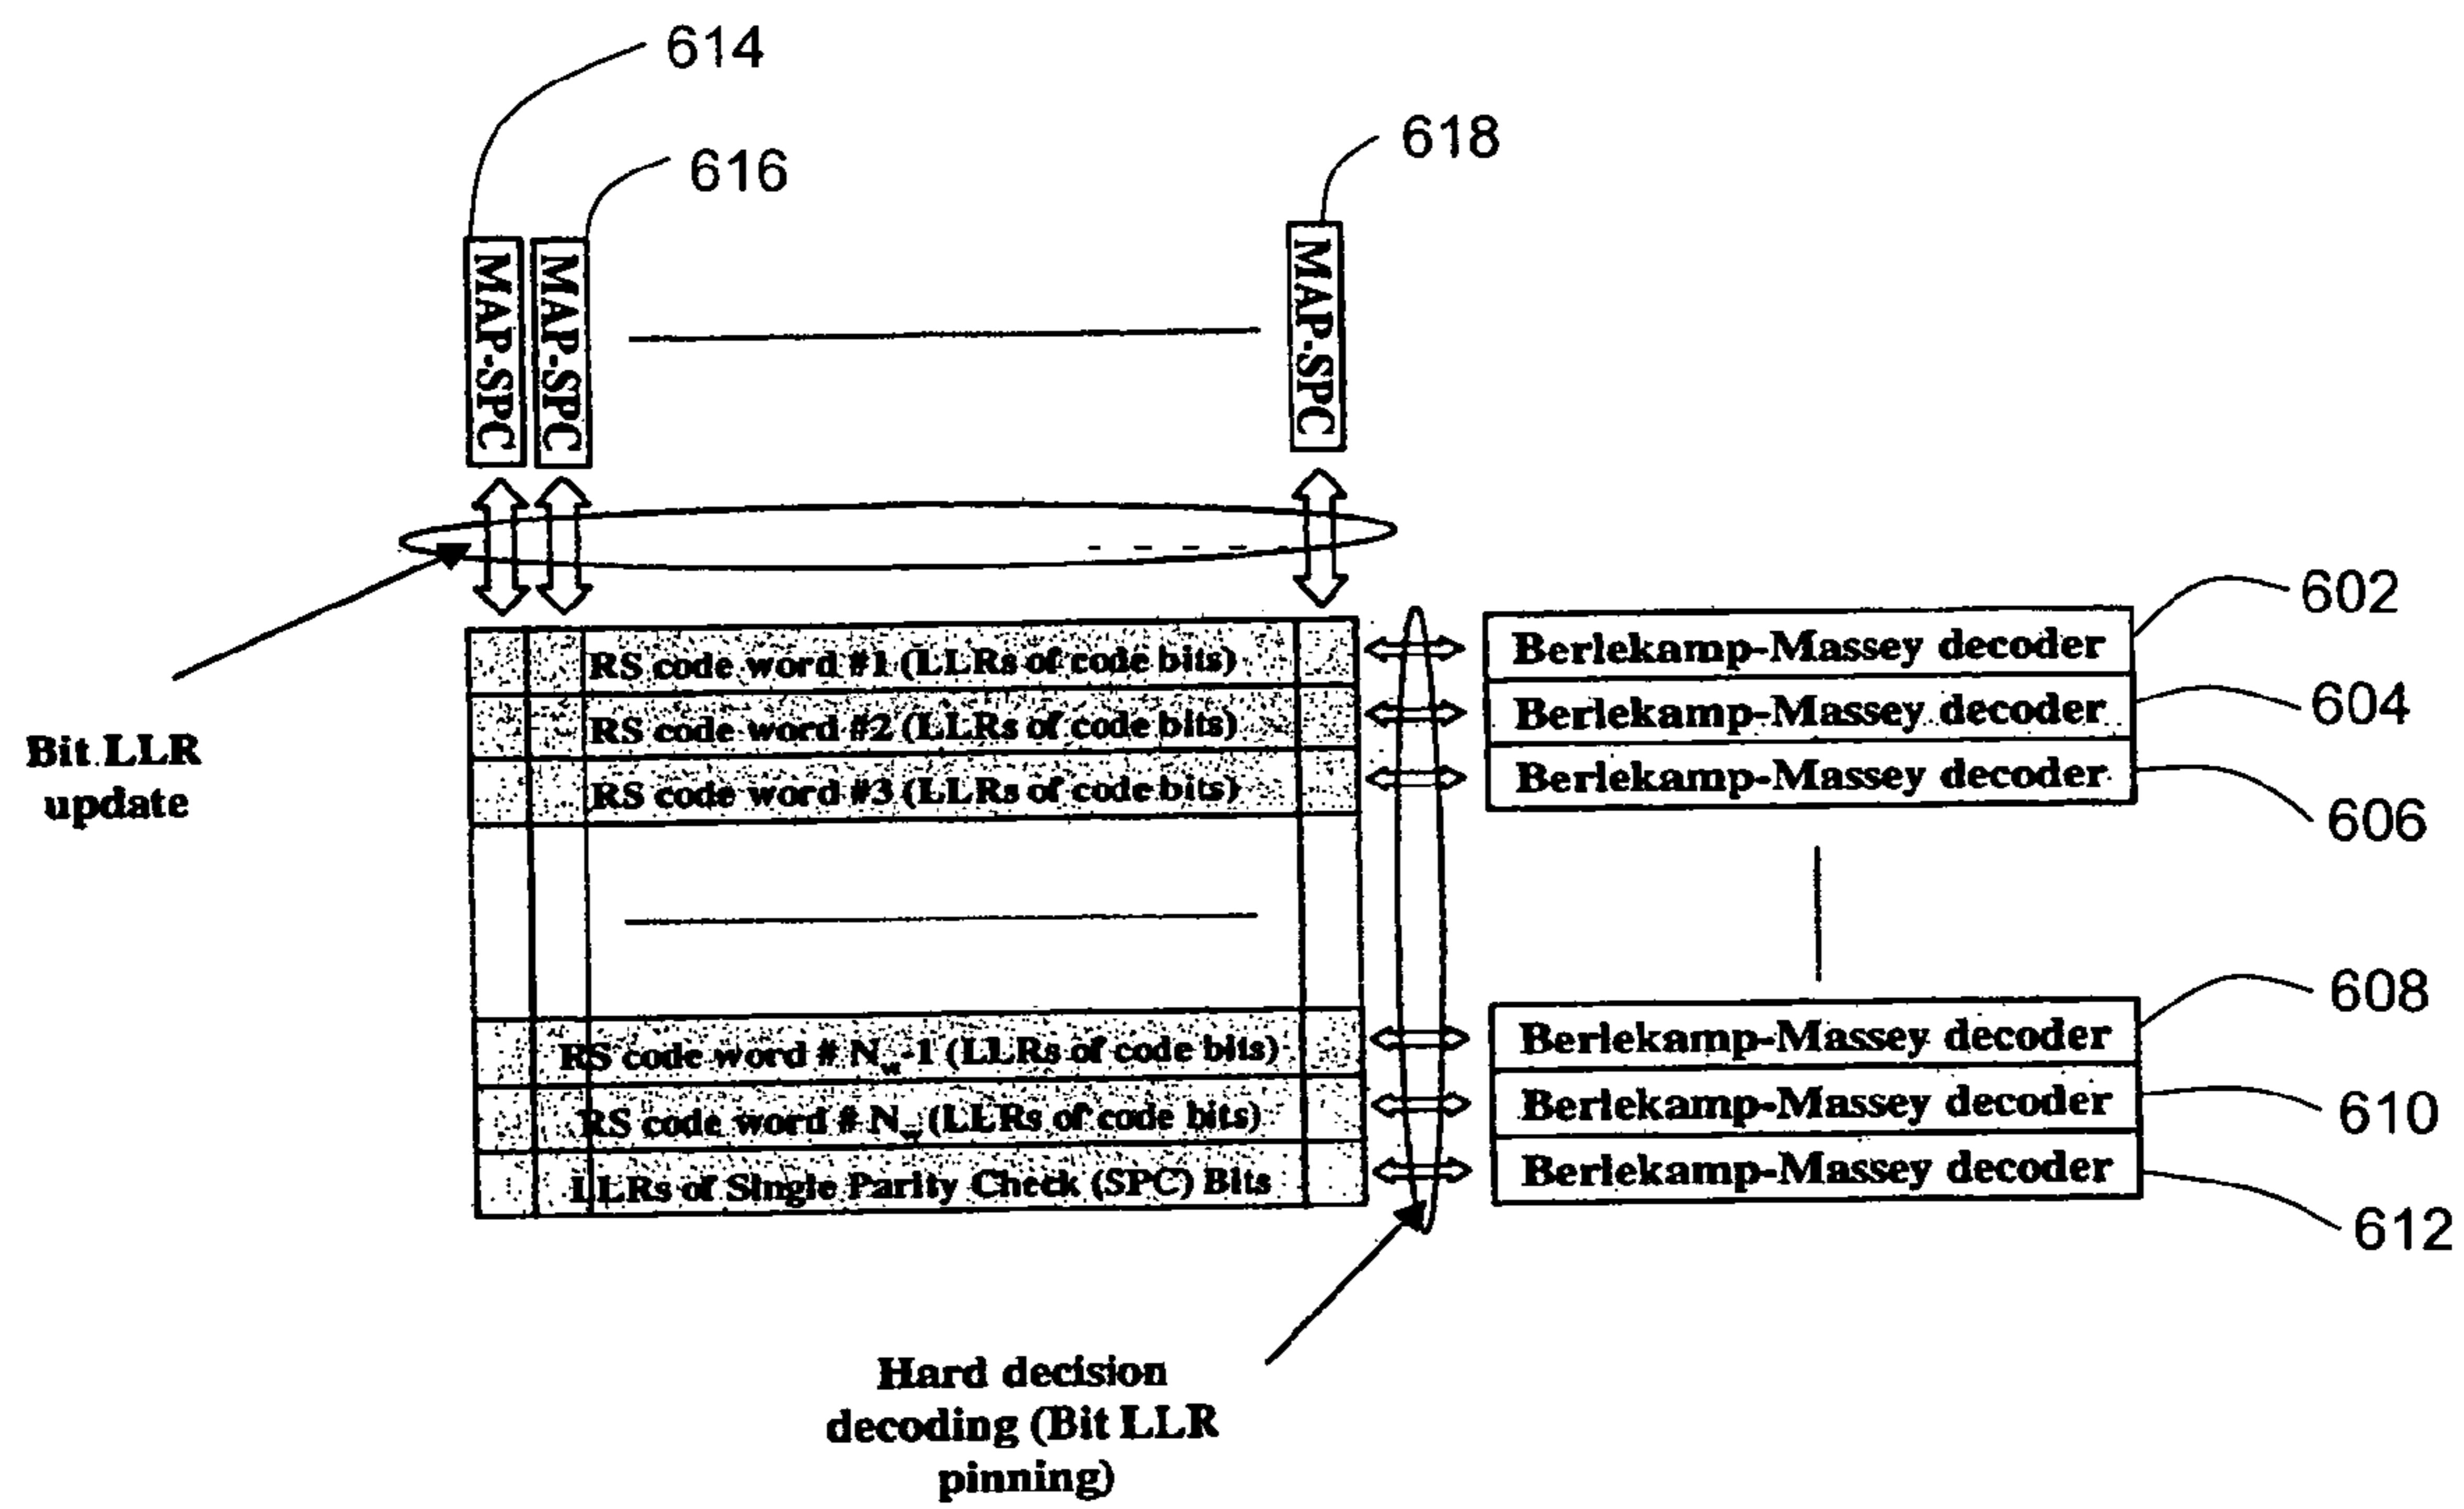 614
616
618
MAP-SPC
MAP-SPC
MAP-SPC
Bit LLR
update
RS code word #1 (LLRs of code bits)
RS code word #2 (LLRs of code bits)
RS code word #3 (LLRs of code bits)
RS code word # Nw-1 (LLRs of code bits)
RS code word # Nw (LLRs of code bits)
LLRs of Single Parity Check (SPC) Bits
Berlekamp-Massey decoder
602
Berlekamp-Massey decoder
604
Berlekamp-Massey decoder
606
Berlekamp-Massey decoder
608
Berlekamp-Massey decoder
610
Berlekamp-Massey decoder
612
Hard decision
decoding (Bit LLR
pinning)